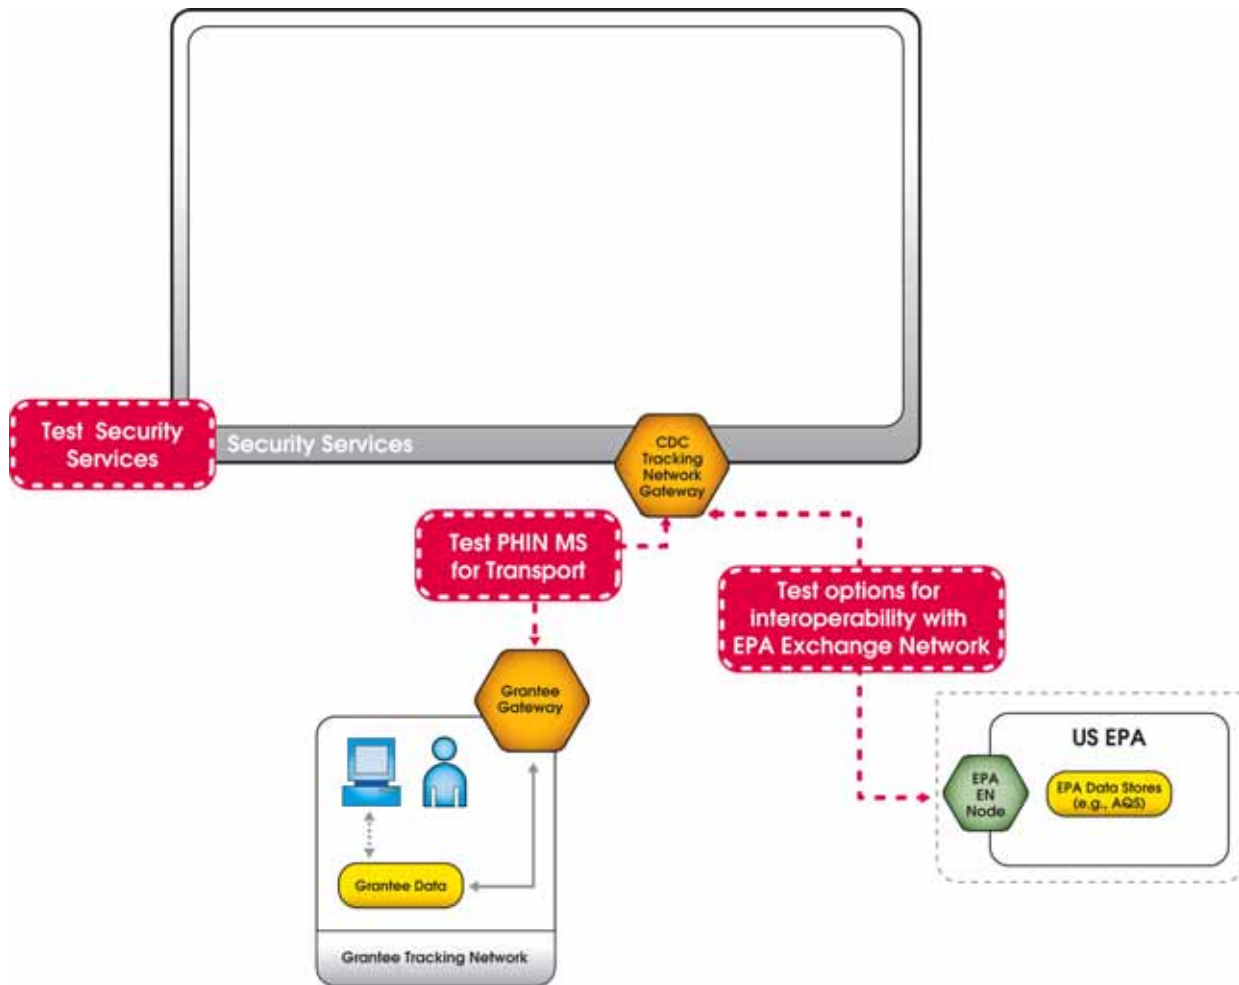 Test Security
Services
Security Services
CDC
Tracking
Network
Gateway
Test PHIN MS
for Transport
Test options for
interoperability with
EPA Exchange Network
Grantee
Gateway
US EPA
EPA
EN
Node
EPA Data Stores
(e.g., AQS)
Grantee Data
Grantee Tracking Network